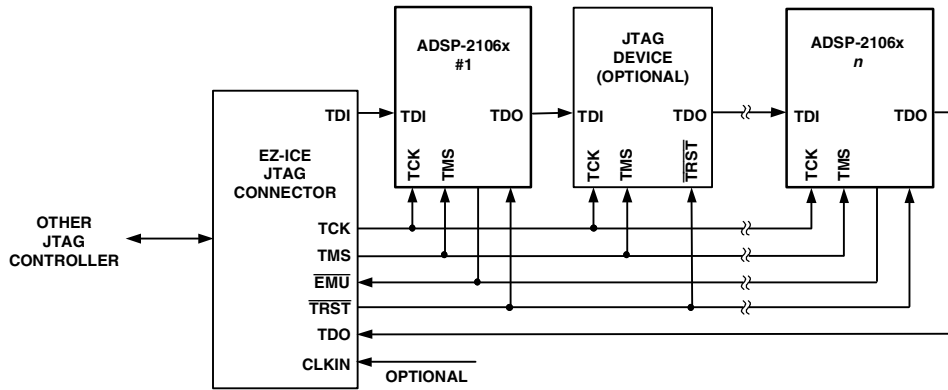 ADSP-2106x
#1
JTAG
DEVICE
(OPTIONAL)
ADSP-2106x
n
TDI
TDI
TDO
TDI
TDO
TDI
TDO
EZ-ICE
JTAG
CONNECTOR
TCK
TMS
TCK
TMS
TRST
TCK
TMS
OTHER
JTAG
CONTROLLER
TCK
TMS
EMU
TRST
TDO
CLKIN
OPTIONAL